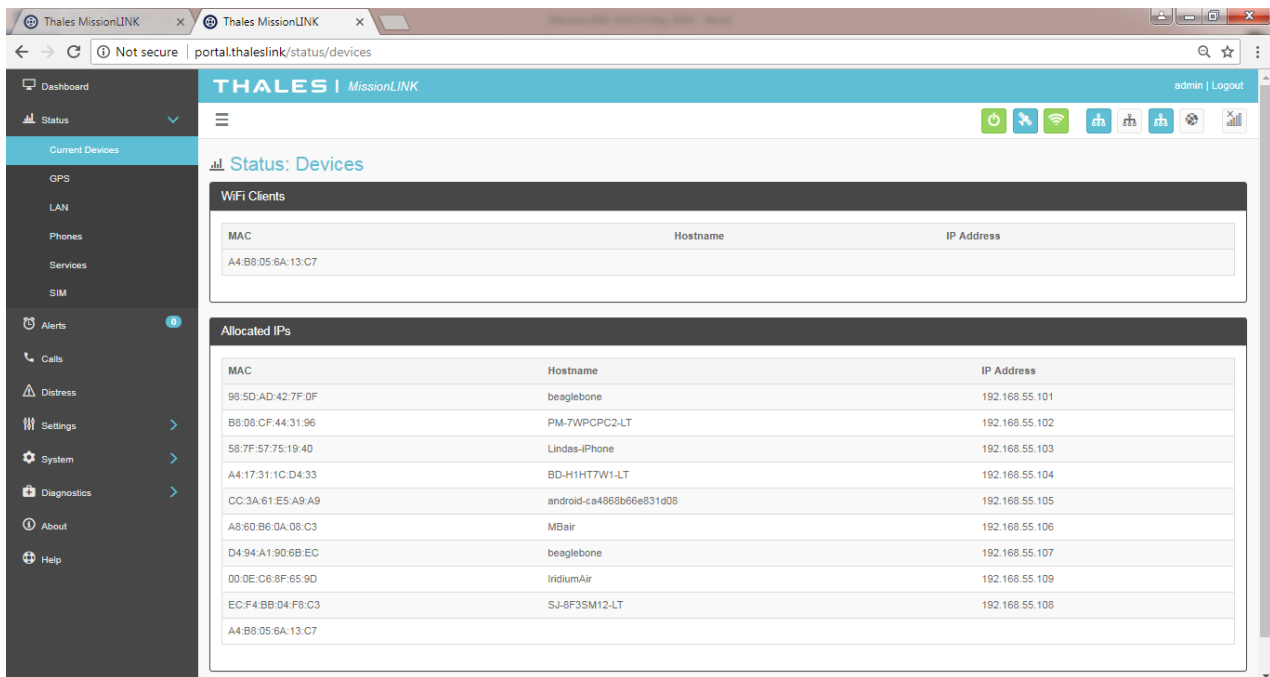 Thales MissionLINK
Thales MissionLINK
Not secure | portal.thaleslink/status/devices
Dashboard
THALES | MissionLINK
admin | Logout
Status
Current Devices
GPS
LAN
Phones
Services
SIM
Alerts 0
Calls
Distress
Settings
System
Diagnostics
About
Help
Status: Devices
WiFi Clients
MAC Hostname IP Address
A4:B8:05:6A:13:C7
Allocated IPs
MAC Hostname IP Address
98:5D:AD:42:7F:0F beaglebone 192.168.55.101
B8:08:CF:44:31:96 PM-7WPCPC2-LT 192.168.55.102
58:7F:57:75:19:40 Lindas-iPhone 192.168.55.103
A4:17:31:1C:D4:33 BD-H1HT7W1-LT 192.168.55.104
CC:3A:61:E5:A9:A9 android-ca4868b66e831d08 192.168.55.105
A8:60:B6:0A:08:C3 MBair 192.168.55.106
D4:94:A1:90:6B:EC beaglebone 192.168.55.107
00:0E:C6:8F:65:9D IridiumAir 192.168.55.109
EC:F4:BB:04:F8:C3 SJ-8F3SM12-LT 192.168.55.108
A4:B8:05:6A:13:C7